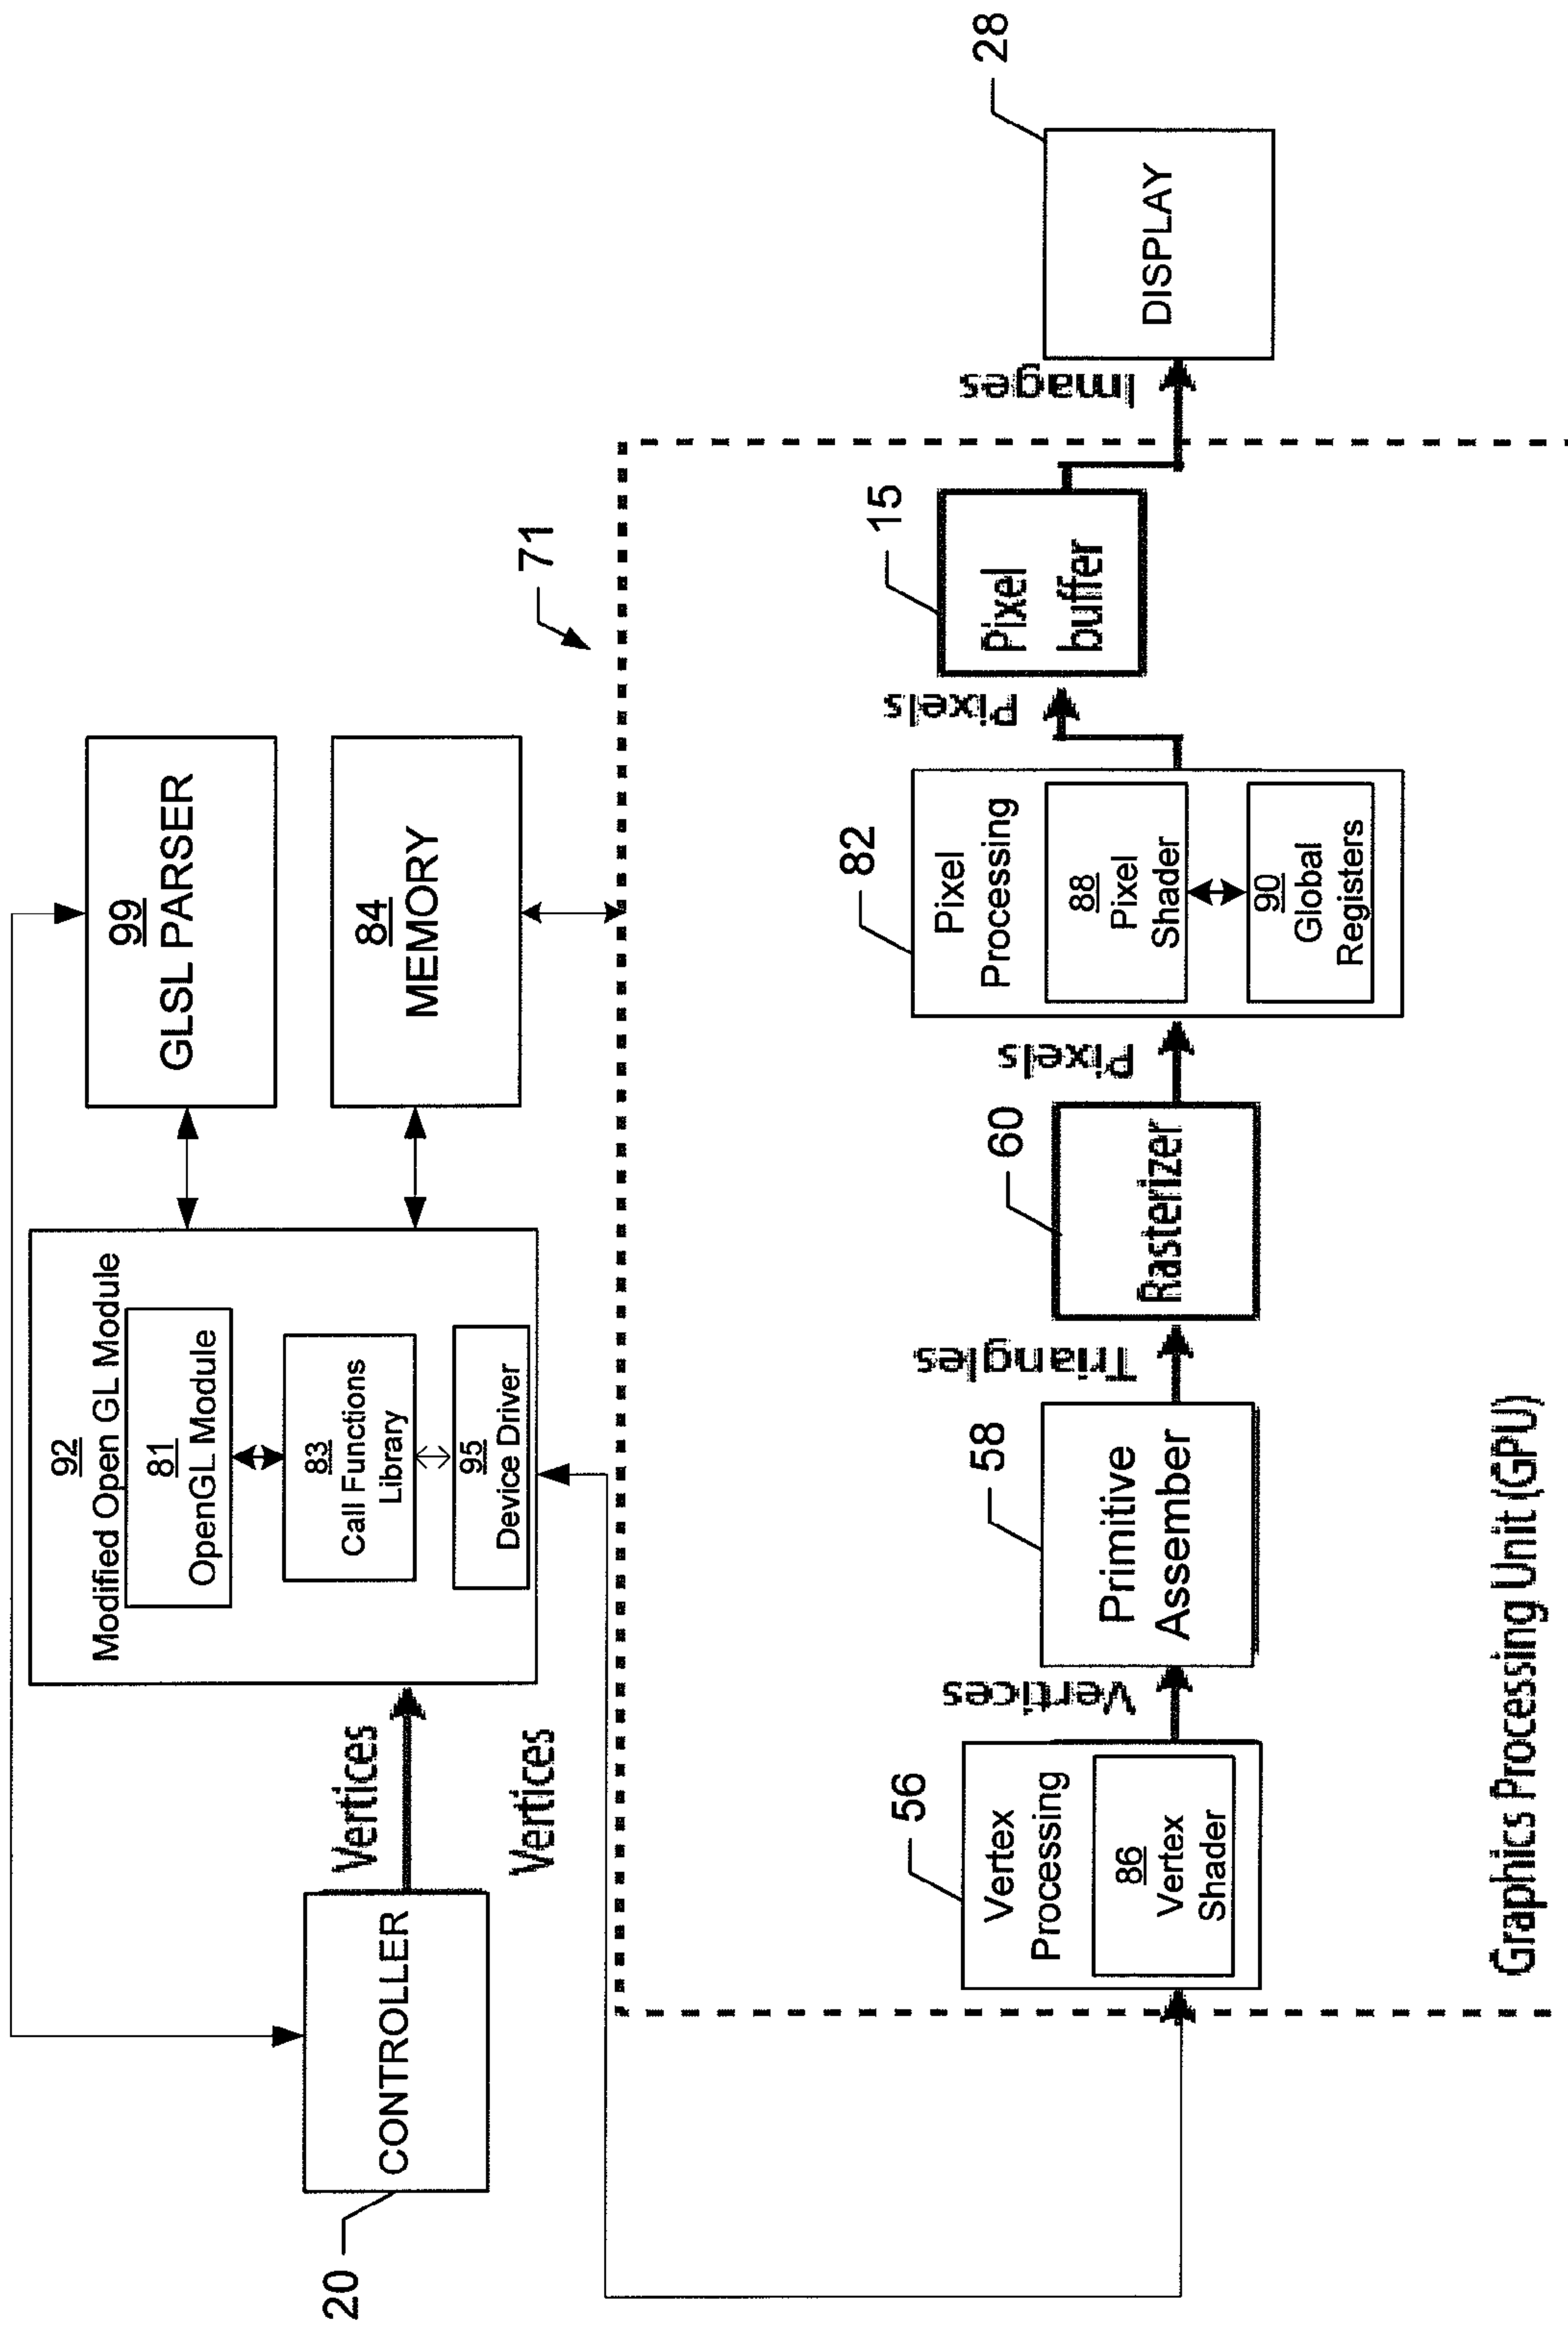 99
GLSL PARSER
84
MEMORY
92
Modified Open GL Module
81
OpenGL Module
83
Call Functions
Library
95
Device Driver
Vertices
Vertices
CONTROLLER
20
71
28
DISPLAY
Images
15
Pixel
buffer
Pixels
82
Pixel
Processing
88
Pixel
Shader
90
Global
Registers
Pixels
60
Rasterizer
Triangles
58
Primitive
Assember
Vertices
56
Vertex
Processing
86
Vertex
Shader
Graphics Processing Unit (GPU)